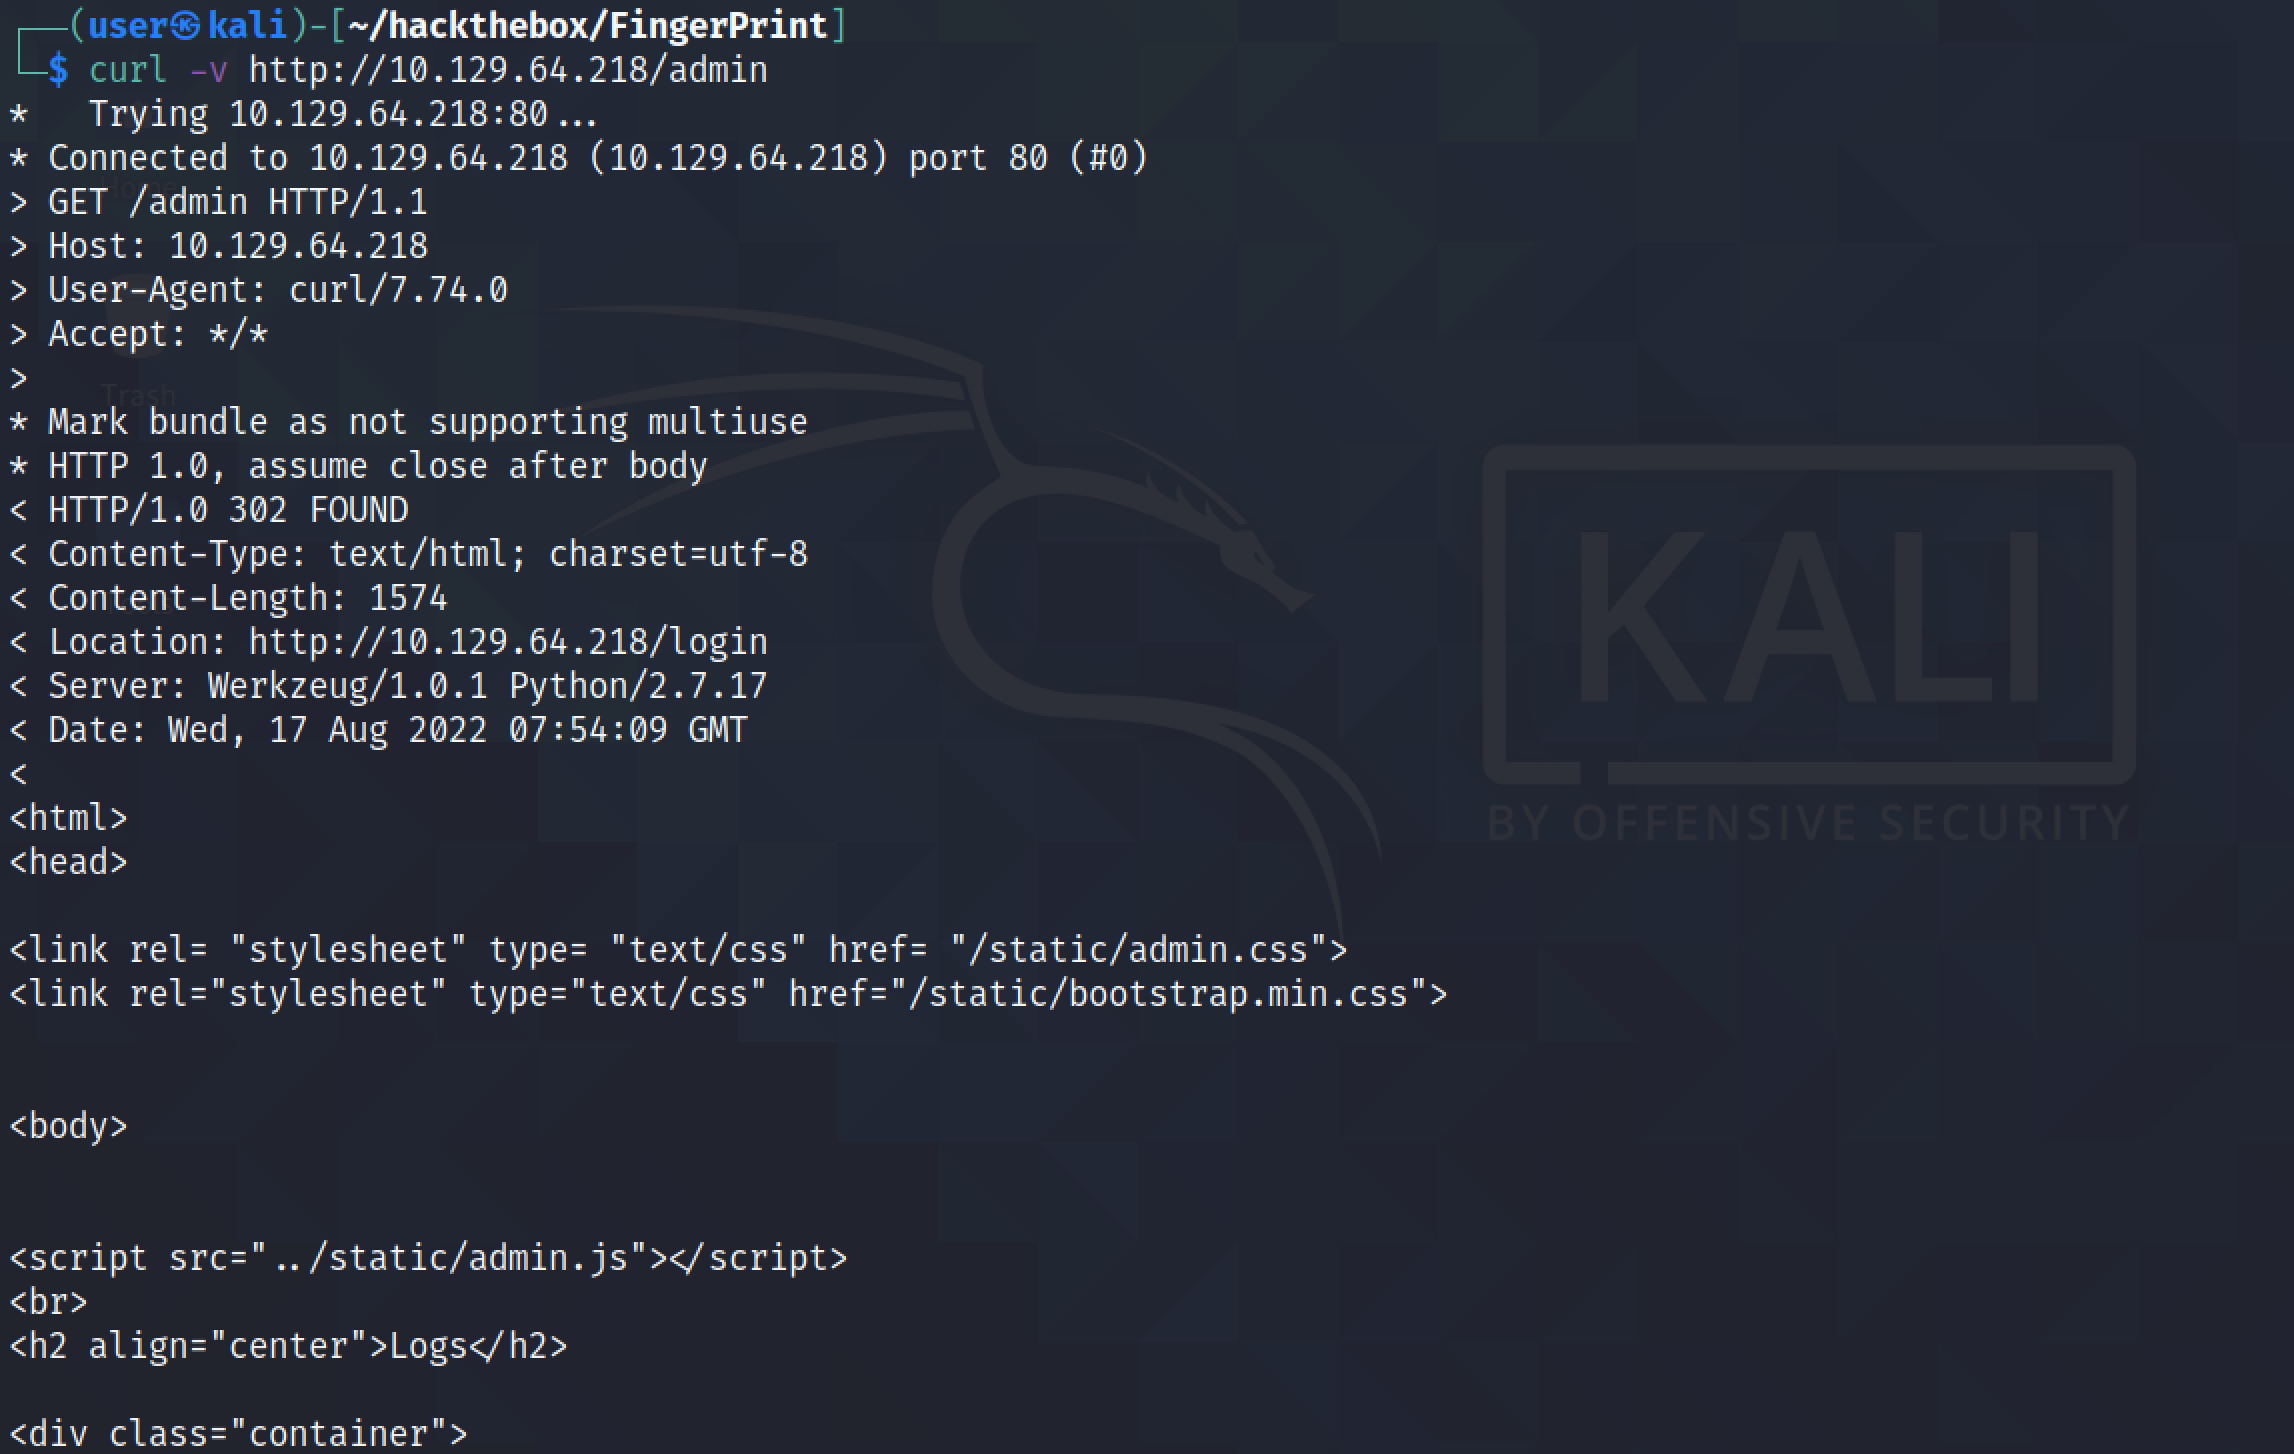 ┌──(user㉿kali)-[~/hackthebox/FingerPrint]
└─$ curl -v http://10.129.64.218/admin
*   Trying 10.129.64.218:80...
* Connected to 10.129.64.218 (10.129.64.218) port 80 (#0)
Home
> GET /admin HTTP/1.1
> Host: 10.129.64.218
> User-Agent: curl/7.74.0
> Accept: */*
>
Trash
* Mark bundle as not supporting multiuse
* HTTP 1.0, assume close after body
< HTTP/1.0 302 FOUND
< Content-Type: text/html; charset=utf-8
< Content-Length: 1574
< Location: http://10.129.64.218/login
< Server: Werkzeug/1.0.1 Python/2.7.17
< Date: Wed, 17 Aug 2022 07:54:09 GMT
<
<html>
<head>
<link rel= "stylesheet" type= "text/css" href= "/static/admin.css">
<link rel="stylesheet" type="text/css" href="/static/bootstrap.min.css">
<body>
<script src="../static/admin.js"></script>
<br>
<h2 align="center">Logs</h2>
<div class="container">
KALI
BY OFFENSIVE SECURITY